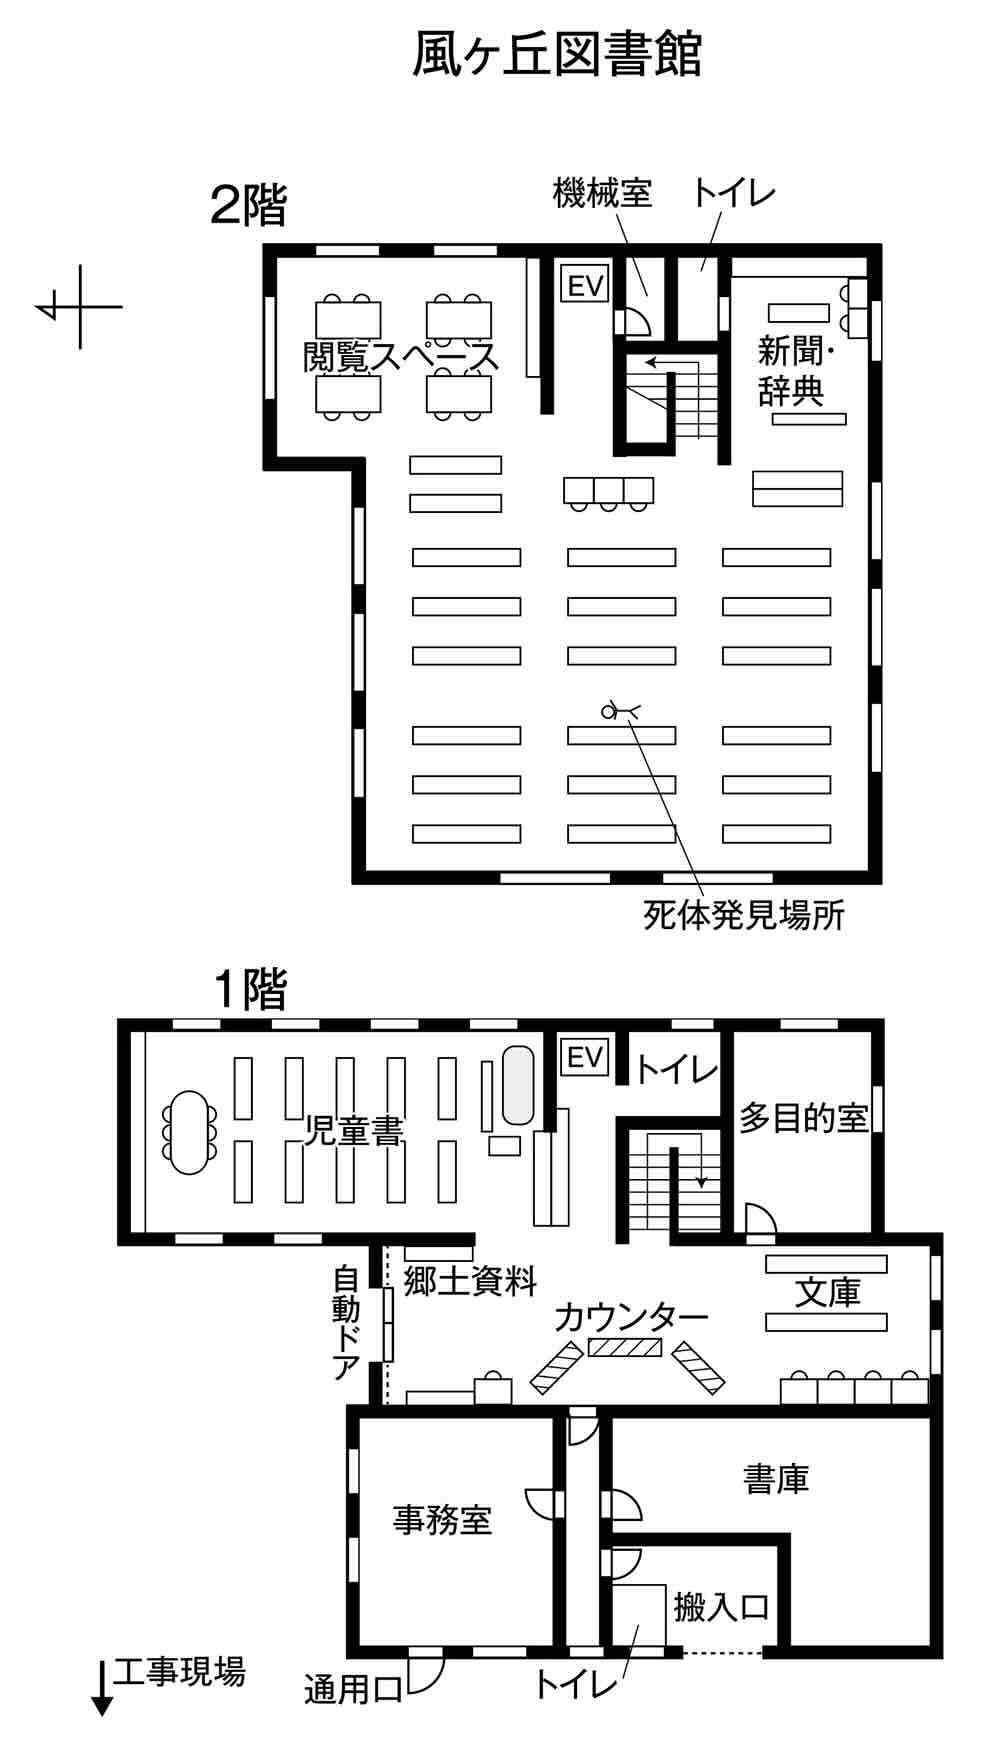 風ヶ丘図書館
2階
機械室
トイレ
EV
閲覧スペース
新聞・
辞典
死体発見場所
1階
EV
トイレ
児童書
多目的室
自動ドア
郷土資料
カウンター
文庫
書庫
事務室
搬入口
工事現場
通用口
トイレ